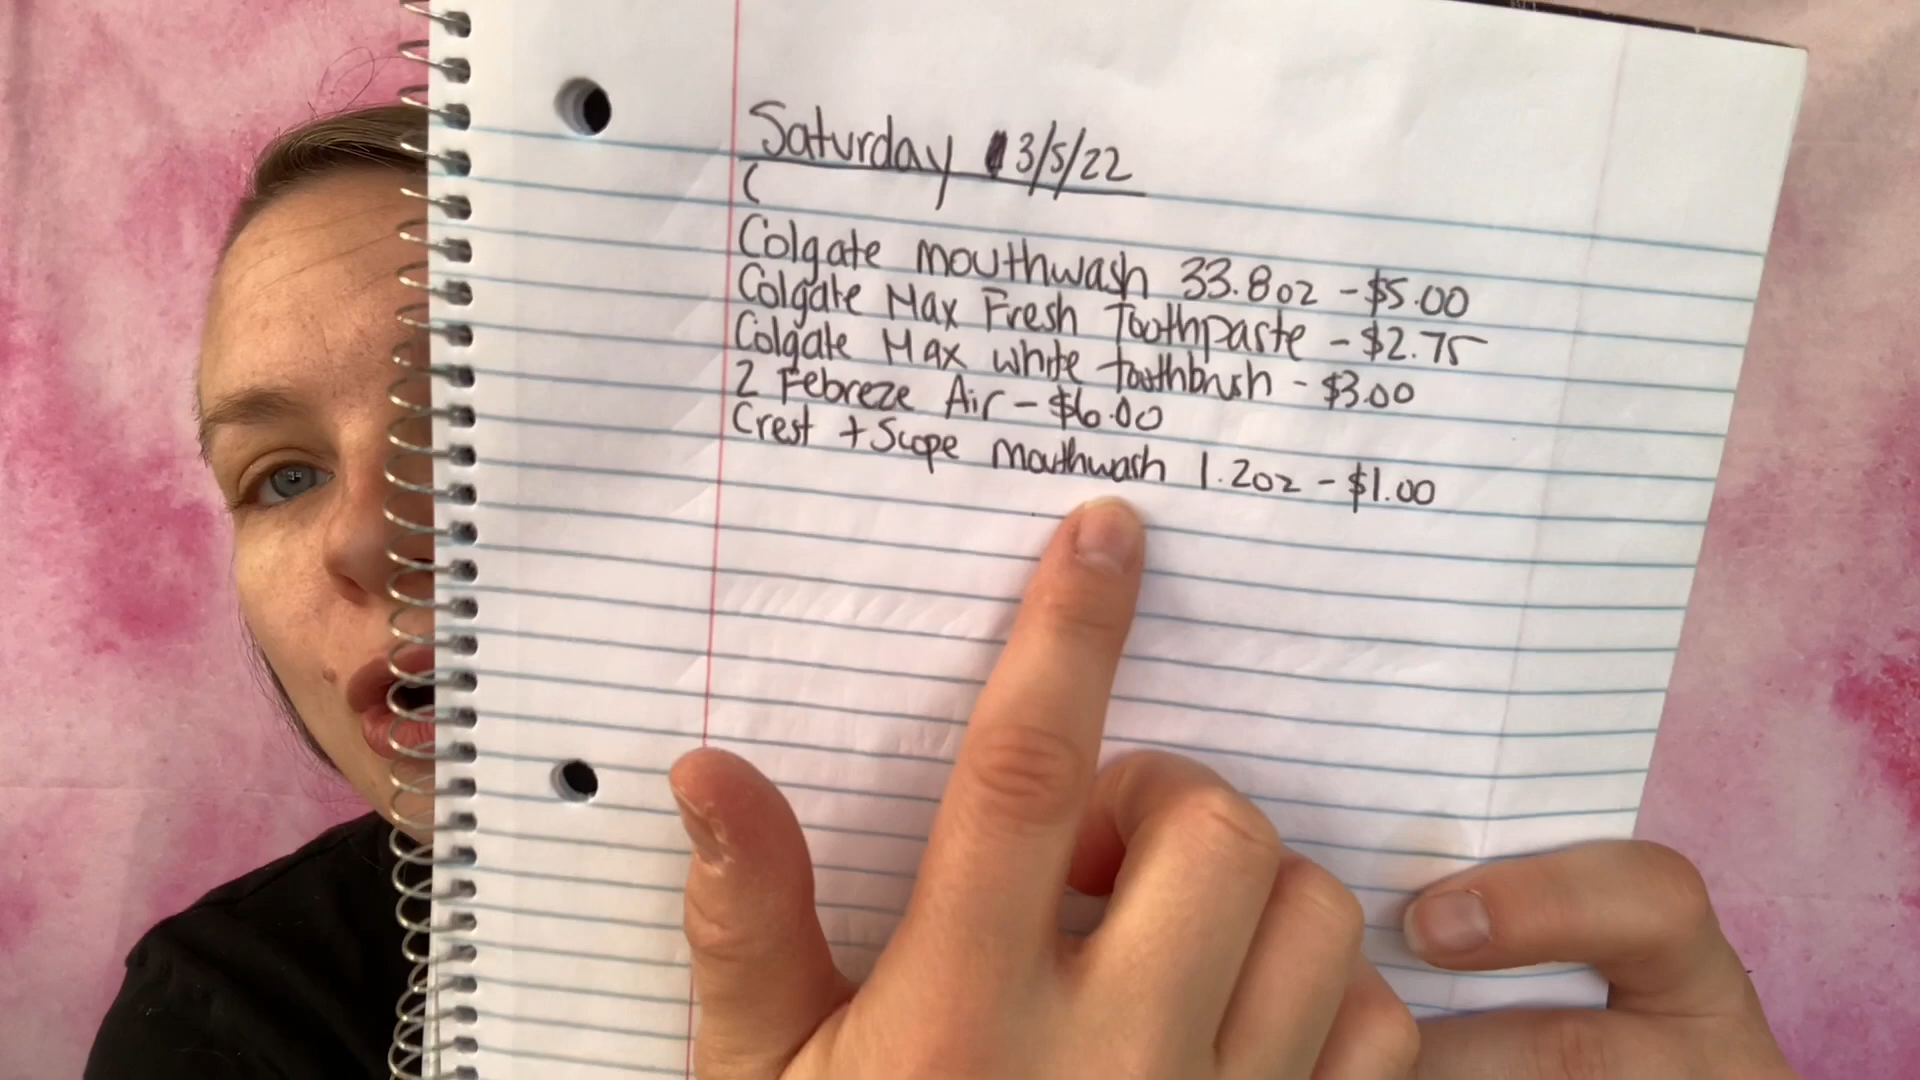 Saturday 3/5/22
(
Colgate mouthwash 33.8oz - $5.00
Colgate Max Fresh Toothpaste - $2.75
Colgate Max white toothbrush - $3.00
2 Febreze Air - $6.00
Crest + Scope mouthwash 1.2oz - $1.00